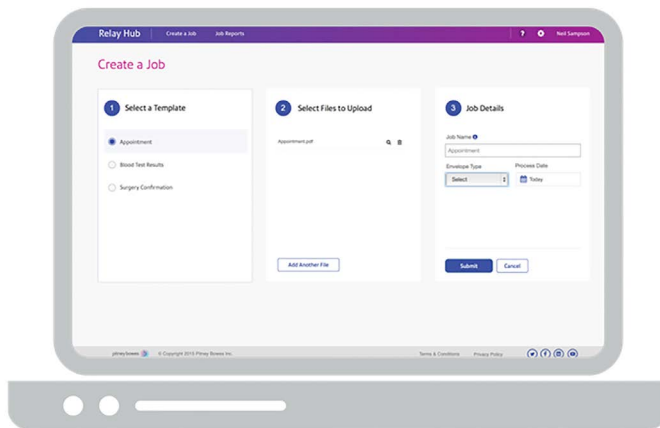 Relay Hub Create a Job Job Reports ? Neil Sampson
Create a Job
1 Select a Template
Appointment
Blood Test Results
Surgery Confirmation
2 Select Files to Upload
Appointment.pdf
Add Another File
3 Job Details
Job Name
Appointment
Envelope Type Process Date
Select Today
Submit Cancel
pitney bowes © Copyright 2015 Pitney Bowes Inc. Terms & Conditions Privacy Policy